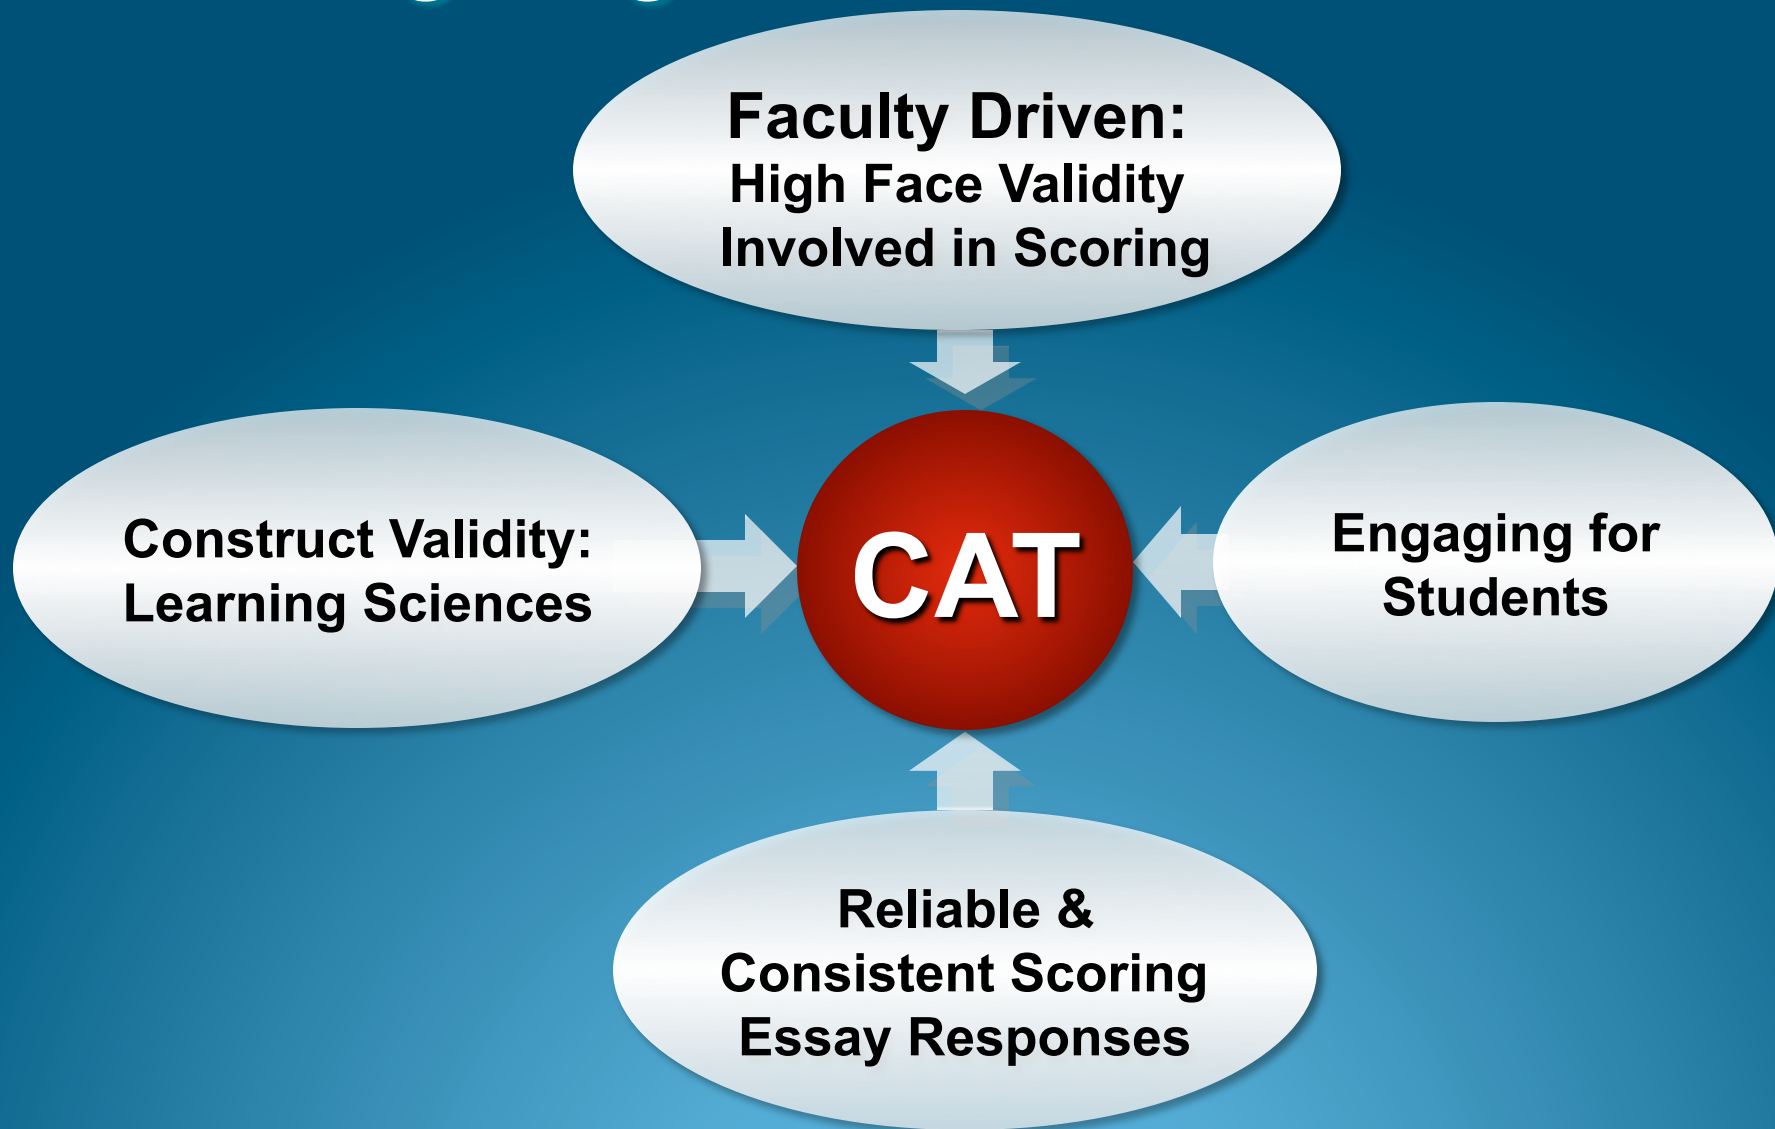 Faculty Driven:
High Face Validity
Involved in Scoring
Construct Validity:
Learning Sciences
CAT
Engaging for
Students
Reliable &
Consistent Scoring
Essay Responses